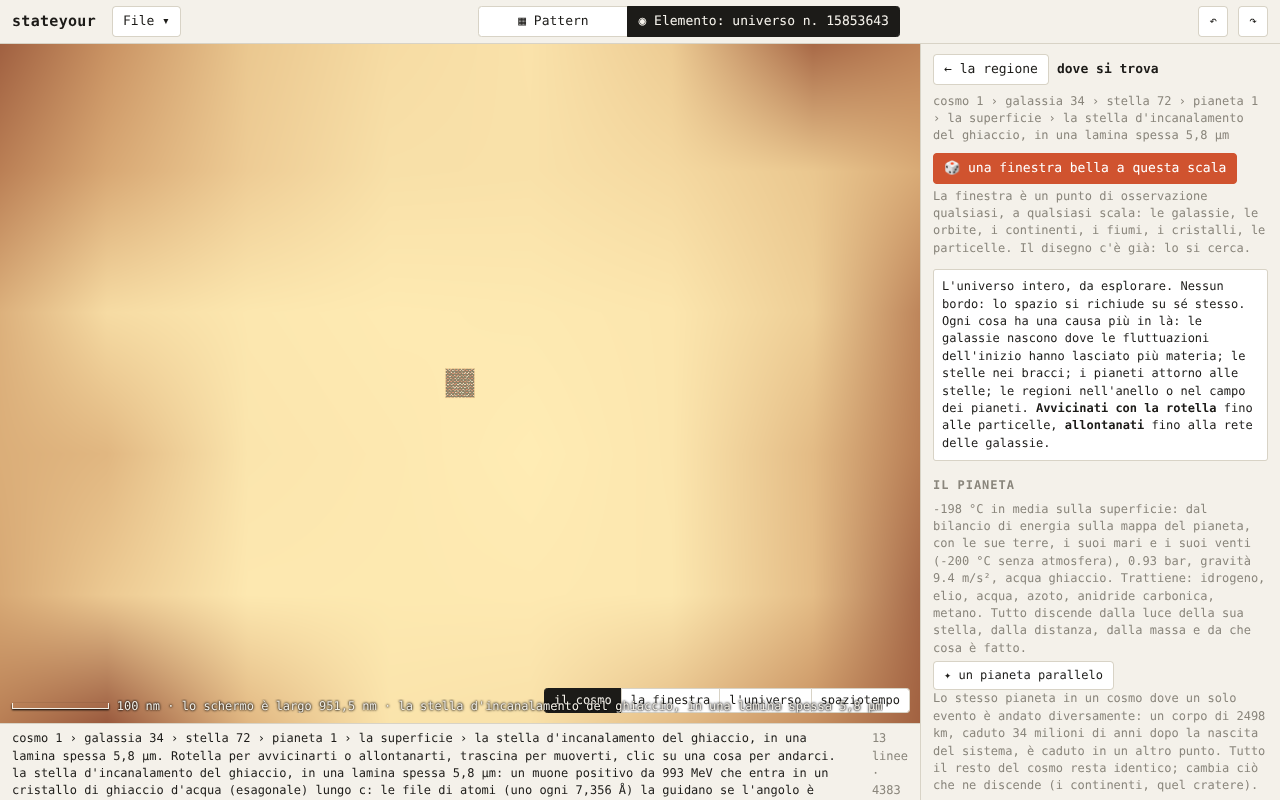 stateyour
File ▾
▦ Pattern
◉ Elemento: universo n. 15853643
↶
↷
← la regione
dove si trova
cosmo 1 › galassia 34 › stella 72 › pianeta 1
› la superficie › la stella d'incanalamento
del ghiaccio, in una lamina spessa 5,8 µm
🎲 una finestra bella a questa scala
La finestra è un punto di osservazione
qualsiasi, a qualsiasi scala: le galassie, le
orbite, i continenti, i fiumi, i cristalli, le
particelle. Il disegno c'è già: lo si cerca.
L'universo intero, da esplorare. Nessun
bordo: lo spazio si richiude su sé stesso.
Ogni cosa ha una causa più in là: le
galassie nascono dove le fluttuazioni
dell'inizio hanno lasciato più materia; le
stelle nei bracci; i pianeti attorno alle
stelle; le regioni nell'anello o nel campo
dei pianeti. Avvicinati con la rotella fino
alle particelle, allontanati fino alla rete
delle galassie.
IL PIANETA
-198 °C in media sulla superficie: dal
bilancio di energia sulla mappa del pianeta,
con le sue terre, i suoi mari e i suoi venti
(-200 °C senza atmosfera), 0.93 bar, gravità
9.4 m/s², acqua ghiaccio. Trattiene: idrogeno,
elio, acqua, azoto, anidride carbonica,
metano. Tutto discende dalla luce della sua
stella, dalla distanza, dalla massa e da che
cosa è fatto.
✦ un pianeta parallelo
Lo stesso pianeta in un cosmo dove un solo
evento è andato diversamente: un corpo di 2498
km, caduto 34 milioni di anni dopo la nascita
del sistema, è caduto in un altro punto. Tutto
il resto del cosmo resta identico; cambia ciò
che ne discende (i continenti, quel cratere).
il cosmo
la finestra
l'universo
spaziotempo
100 nm · lo schermo è largo 951,5 nm · la stella d'incanalamento del ghiaccio, in una lamina spessa 5,8 µm
cosmo 1 › galassia 34 › stella 72 › pianeta 1 › la superficie › la stella d'incanalamento del ghiaccio, in una
lamina spessa 5,8 µm. Rotella per avvicinarti o allontanarti, trascina per muoverti, clic su una cosa per andarci.
la stella d'incanalamento del ghiaccio, in una lamina spessa 5,8 µm: un muone positivo da 993 MeV che entra in un
cristallo di ghiaccio d'acqua (esagonale) lungo c: le file di atomi (uno ogni 7,356 Å) la guidano se l'angolo è
13
linee
·
4383